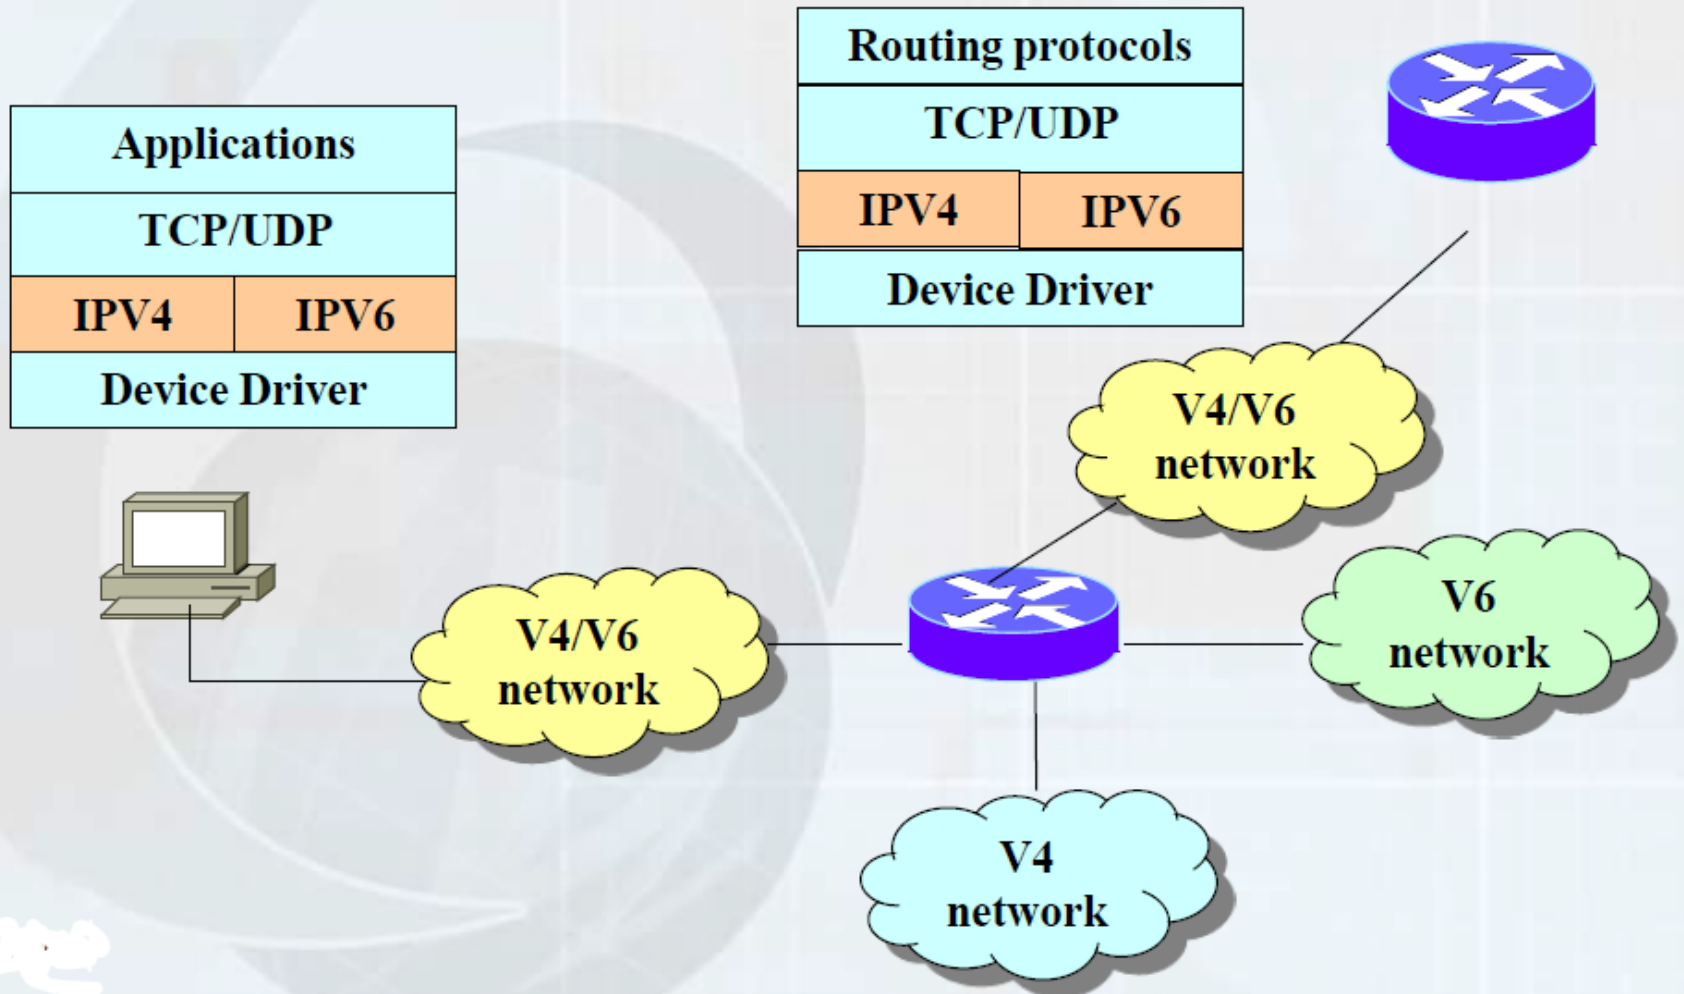 Applications
TCP/UDP
IPV4 IPV6
Device Driver
Routing protocols
TCP/UDP
IPV4 IPV6
Device Driver
V4/V6
network
V4/V6
network
V6
network
V4
network